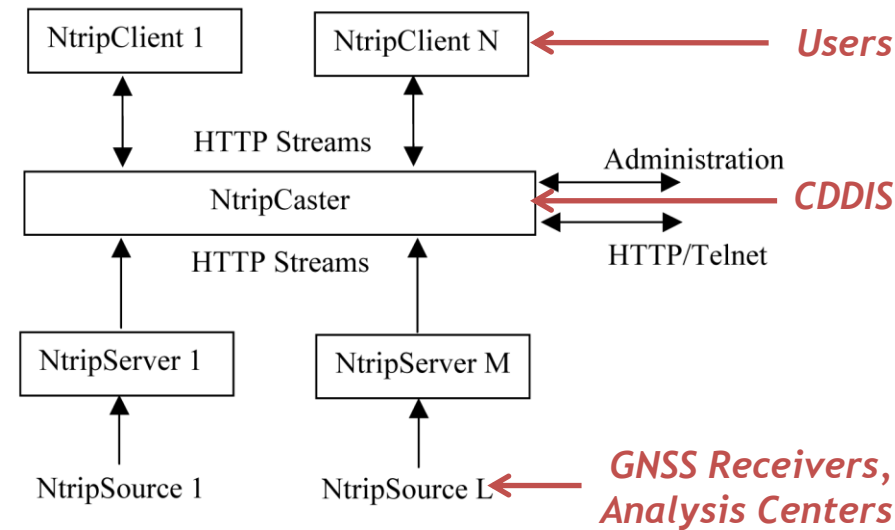 NtripClient 1
NtripClient N
Users
HTTP Streams
Administration
NtripCaster
CDDIS
HTTP Streams
HTTP/Telnet
NtripServer 1
NtripServer M
NtripSource 1
NtripSource L
GNSS Receivers,
Analysis Centers